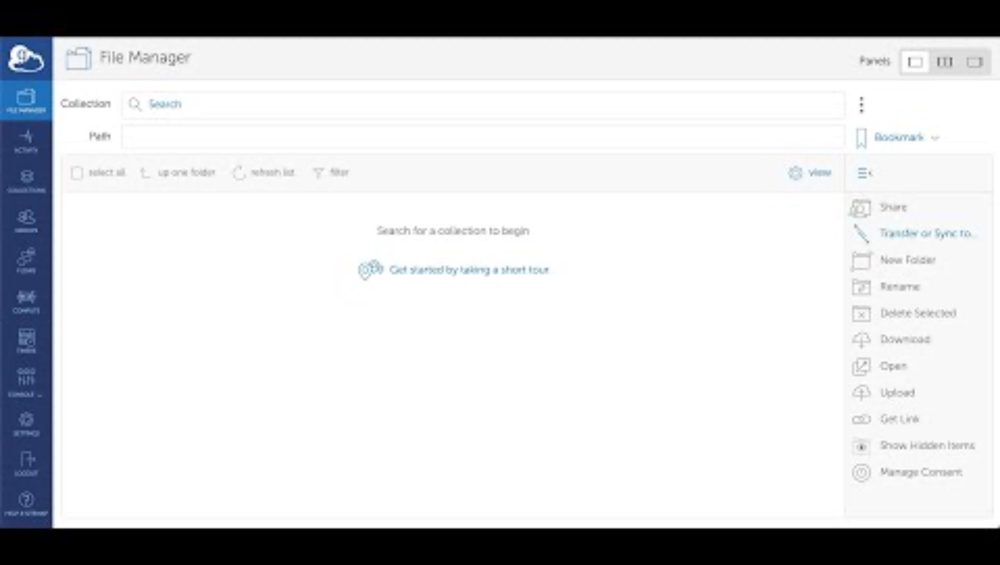 File Manager
Panels
FILE MANAGER
Collection
Search
Path
Bookmark
ACTIVITY
select all
up one folder
refresh list
filter
view
COLLECTIONS
Share
GROUPS
Search for a collection to begin
Transfer or Sync to...
New Folder
FLOWS
Get started by taking a short tour.
Rename
COMPUTE
Delete Selected
Download
TIMERS
Open
CONSOLE
Upload
SETTINGS
Get Link
Show Hidden Items
LOGOUT
Manage Consent
HELP & SITEMAP